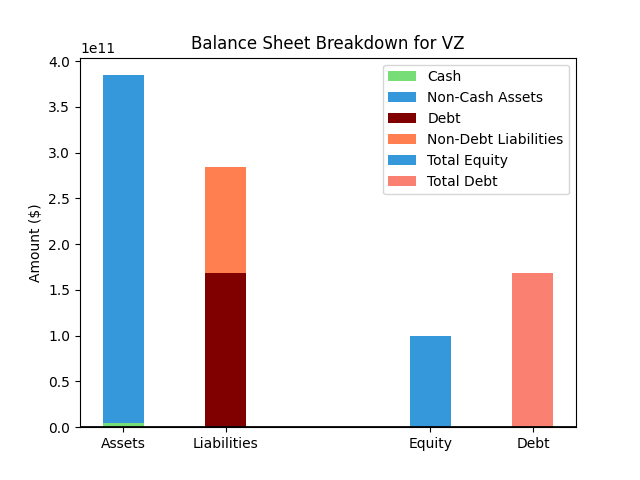 Balance Sheet Breakdown for VZ
1e11
4.0
3.5
3.0
2.5
2.0
1.5
1.0
0.5
0.0
Amount ($)
Cash
Non-Cash Assets
Debt
Non-Debt Liabilities
Total Equity
Total Debt
Assets Liabilities Equity Debt